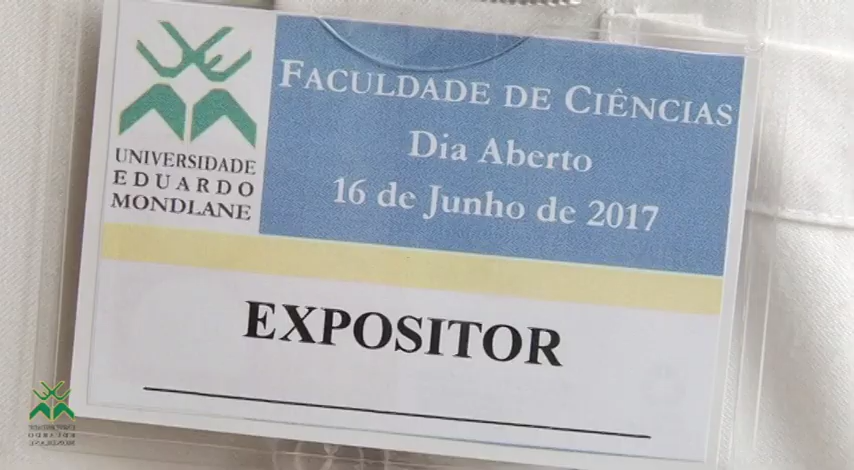 UNIVERSIDADE
EDUARDO
MONDLANE
FACULDADE DE CIÊNCIAS
Dia Aberto
16 de Junho de 2017
EXPOSITOR